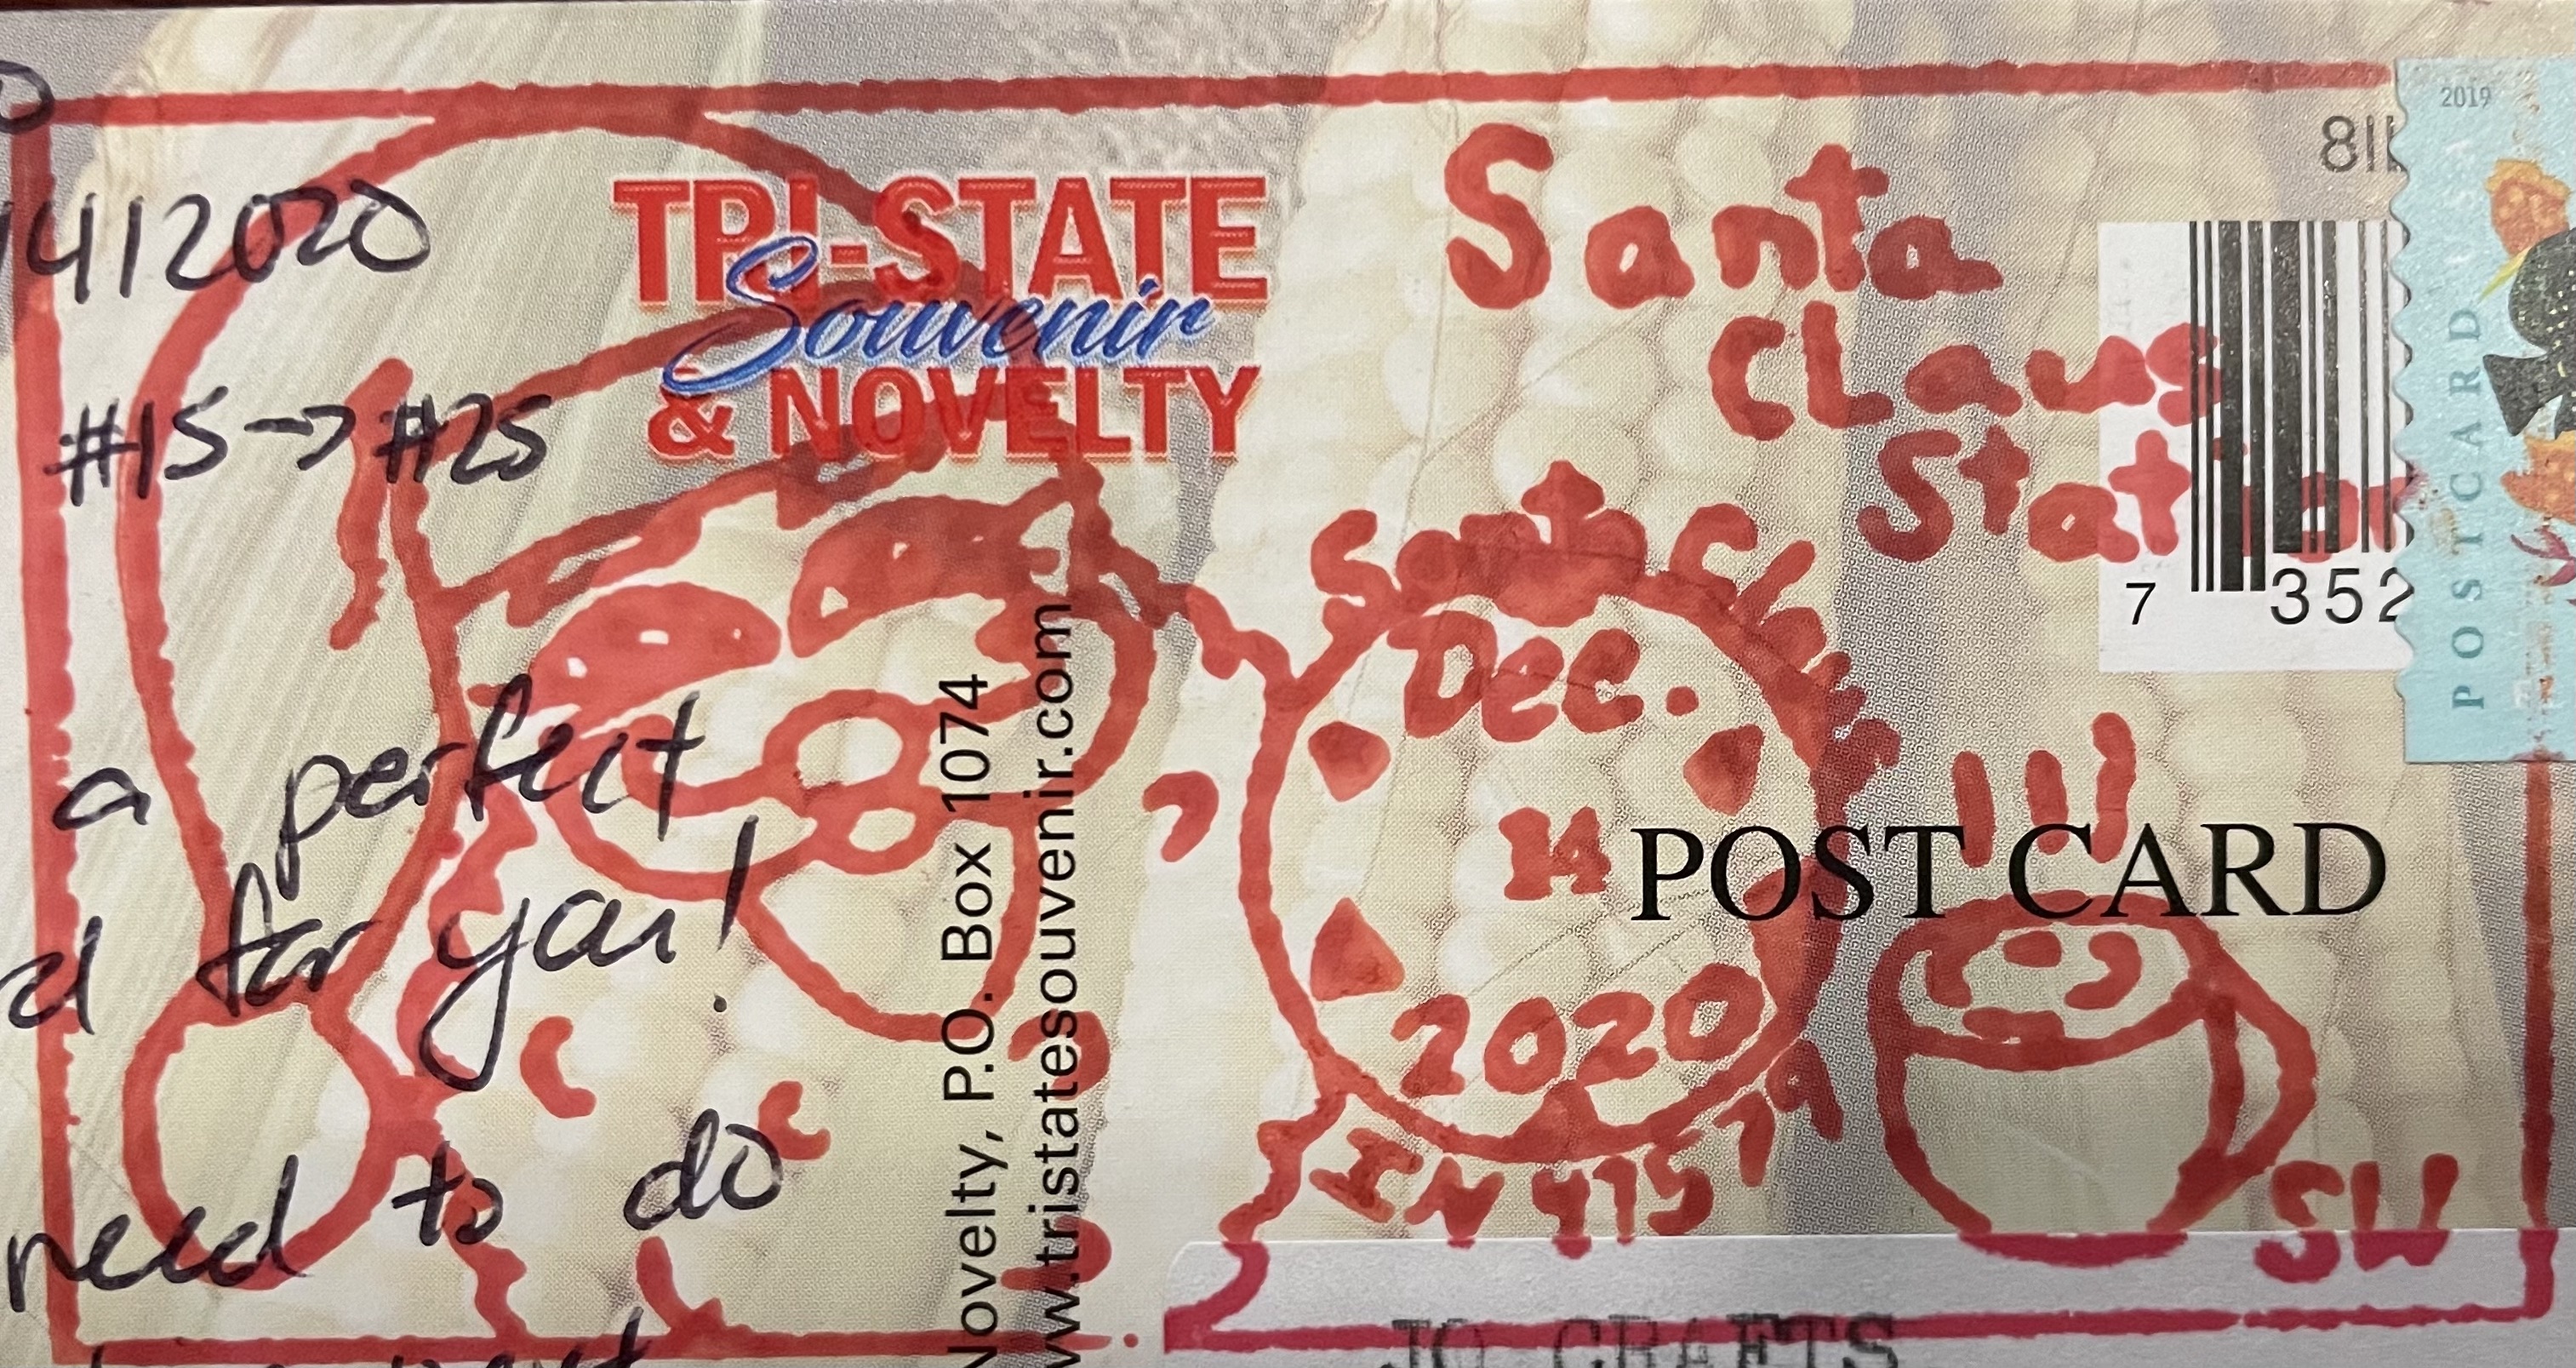 412020
#15->#25
a perfect
for you!
need to do
TRI-STATE
Souvenir
& NOVELTY
Novelty, P.O. Box 1074
www.tristatesouvenir.com
Santa
CLaus
Station
Santa Claus
Dec.
14
2020
IN 47579
SW
811
7 352
POST CARD
2019
POSTCARD USA
JO CRAFTS